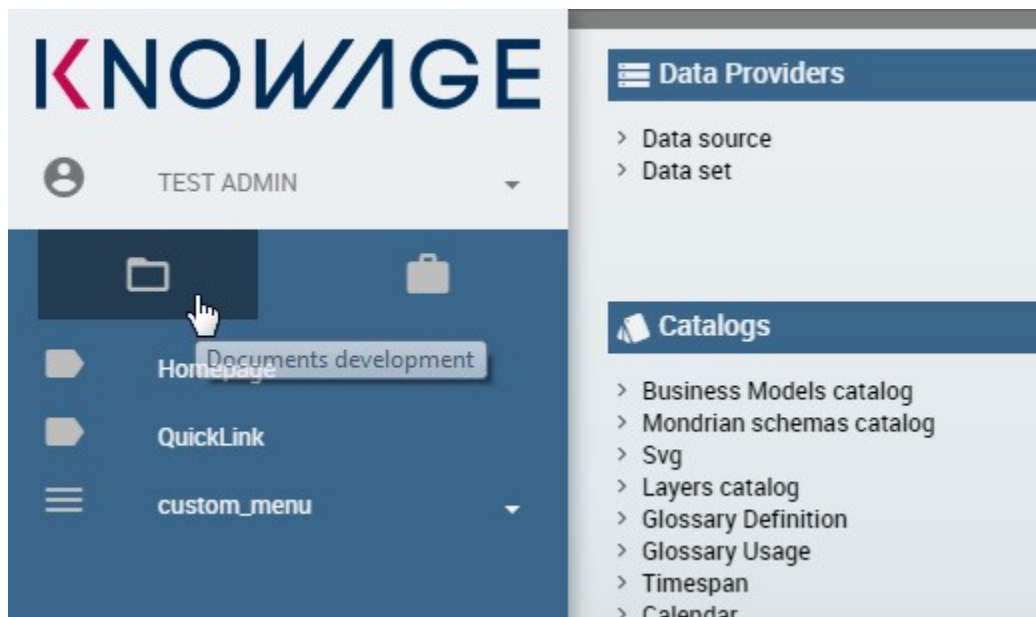 KNOWAGE
TEST ADMIN
Documents development
Homepage
QuickLink
custom_menu
Data Providers
Data source
Data set
Catalogs
Business Models catalog
Mondrian schemas catalog
Svg
Layers catalog
Glossary Definition
Glossary Usage
Timespan
Calendar